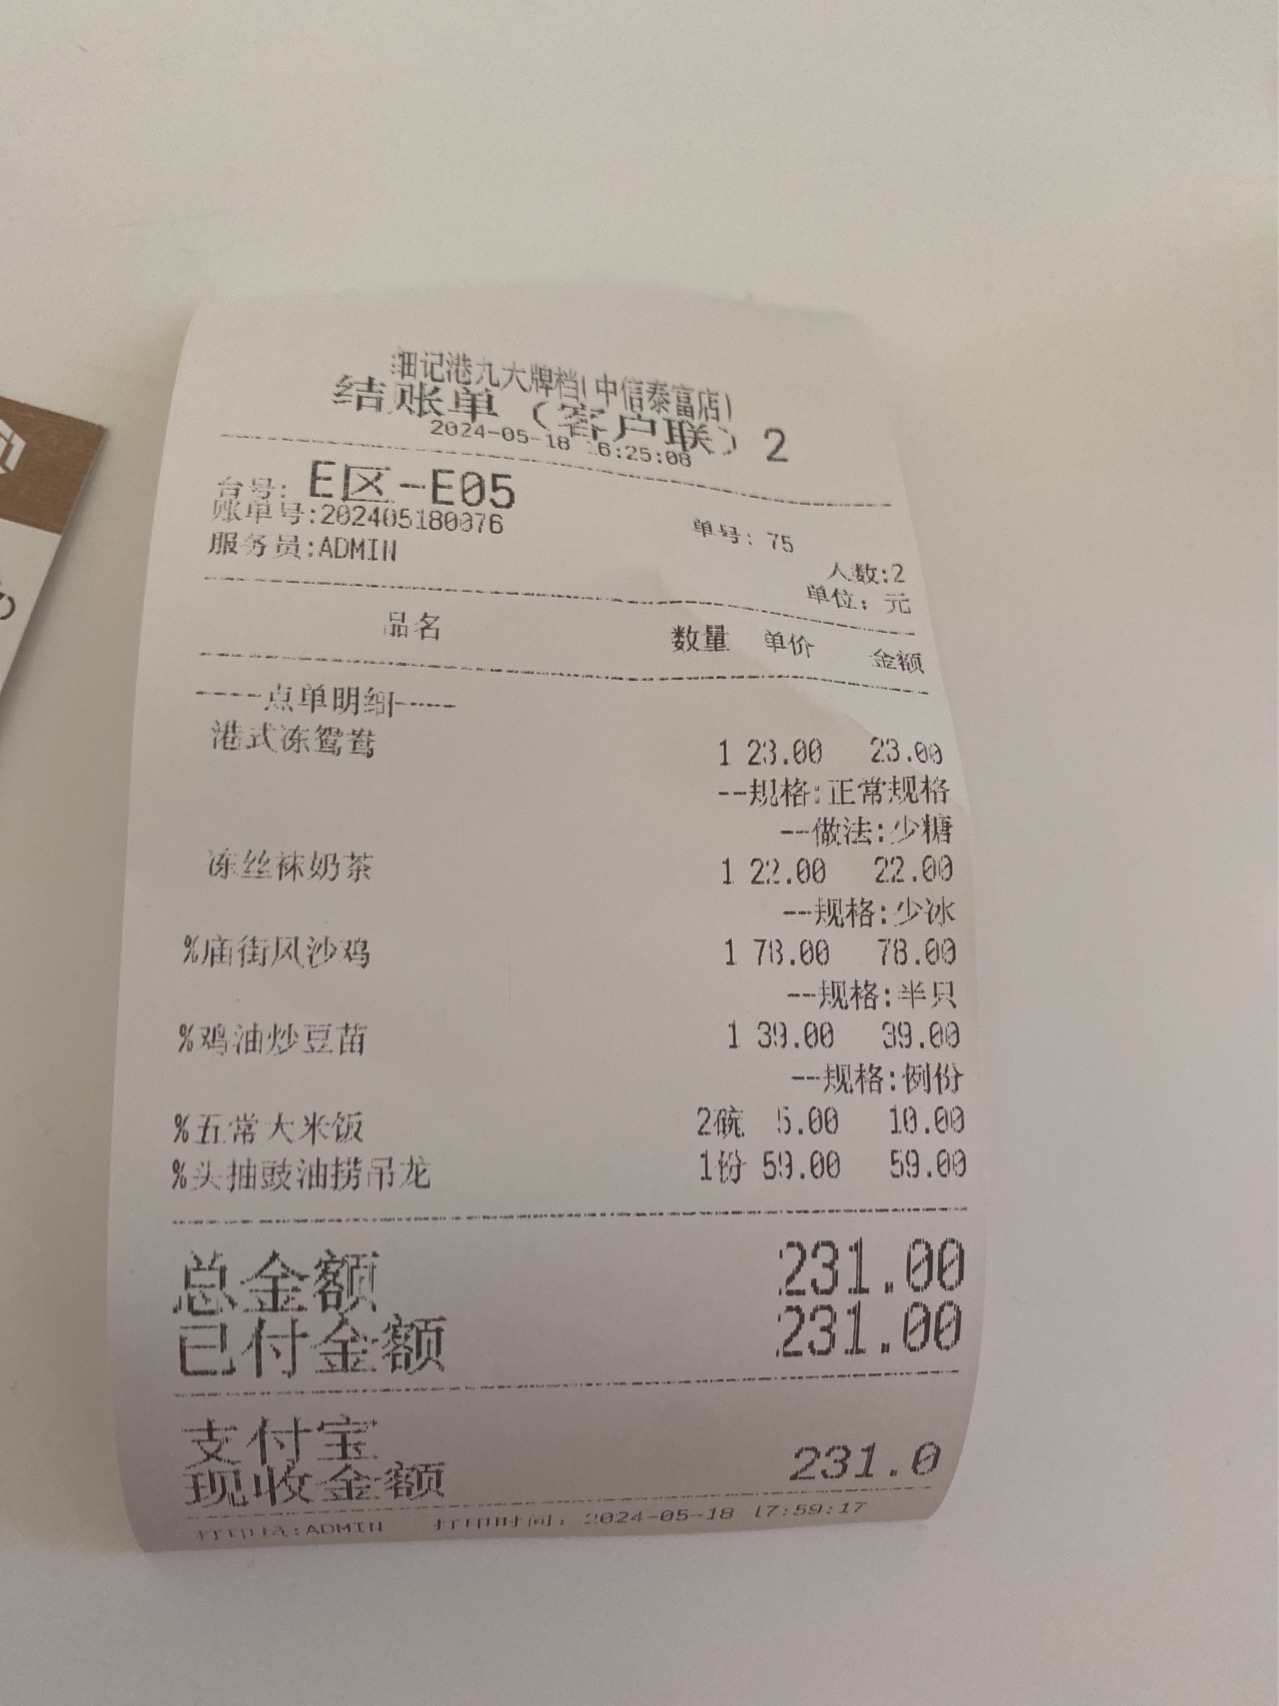 细记港九大牌档(中信泰富店)
结账单（客户联）2
2024-05-18 16:25:08
台号: E区-E05
账单号:202405180076 单号: 75
服务员:ADMIN 人数:2
单位: 元
品名 数量 单价 金额
-----点单明细-----
港式冻鸳鸯 1 23.00 23.00
--规格:正常规格
--做法:少糖
冻丝袜奶茶 1 22.00 22.00
--规格:少冰
%庙街风沙鸡 1 78.00 78.00
--规格:半只
%鸡油炒豆苗 1 39.00 39.00
--规格:例份
%五常大米饭 2碗 5.00 10.00
%头抽豉油捞吊龙 1份 59.00 59.00
总金额 231.00
已付金额 231.00
支付宝 231.0
现收金额
打印员:ADMIN 打印时间: 2024-05-18 17:59:17